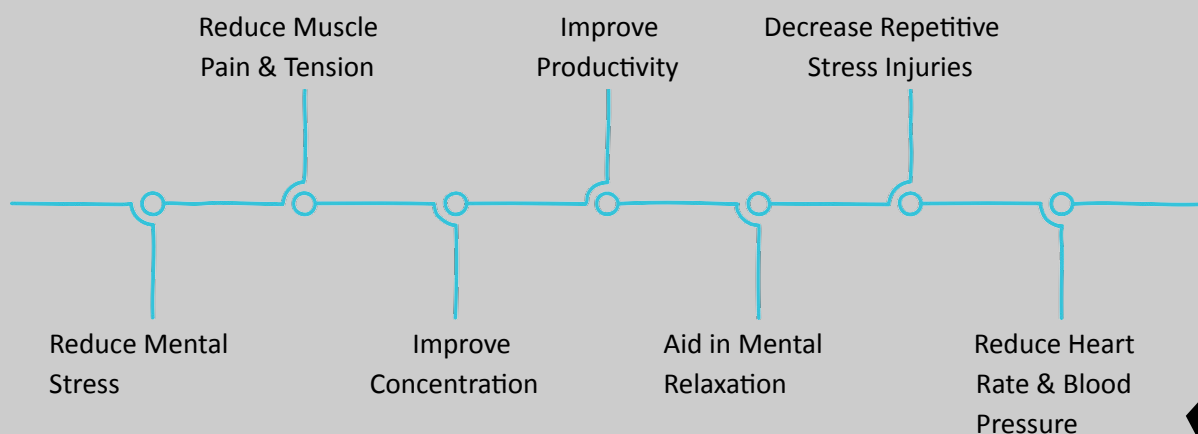 Reduce Muscle
Pain & Tension
Improve
Productivity
Decrease Repetitive
Stress Injuries
Reduce Mental
Stress
Improve
Concentration
Aid in Mental
Relaxation
Reduce Heart
Rate & Blood
Pressure